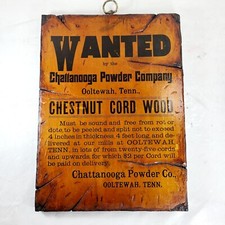 WANTED
by the
Chattanooga Powder Company
Ooltewah, Tenn.,
CHESTNUT CORD WOOD
Must be sound and free from rot or
dote to be peeled and split not to exceed
4 inches in thickness, 4 feet long and de-
livered at our mills at OOLTEWAH,
TENN. in lots of from twenty-five cords
and upwards for which $2 per Cord will
be paid on delivery.
Chattanooga Powder Co.,
OOLTEWAH, TENN.